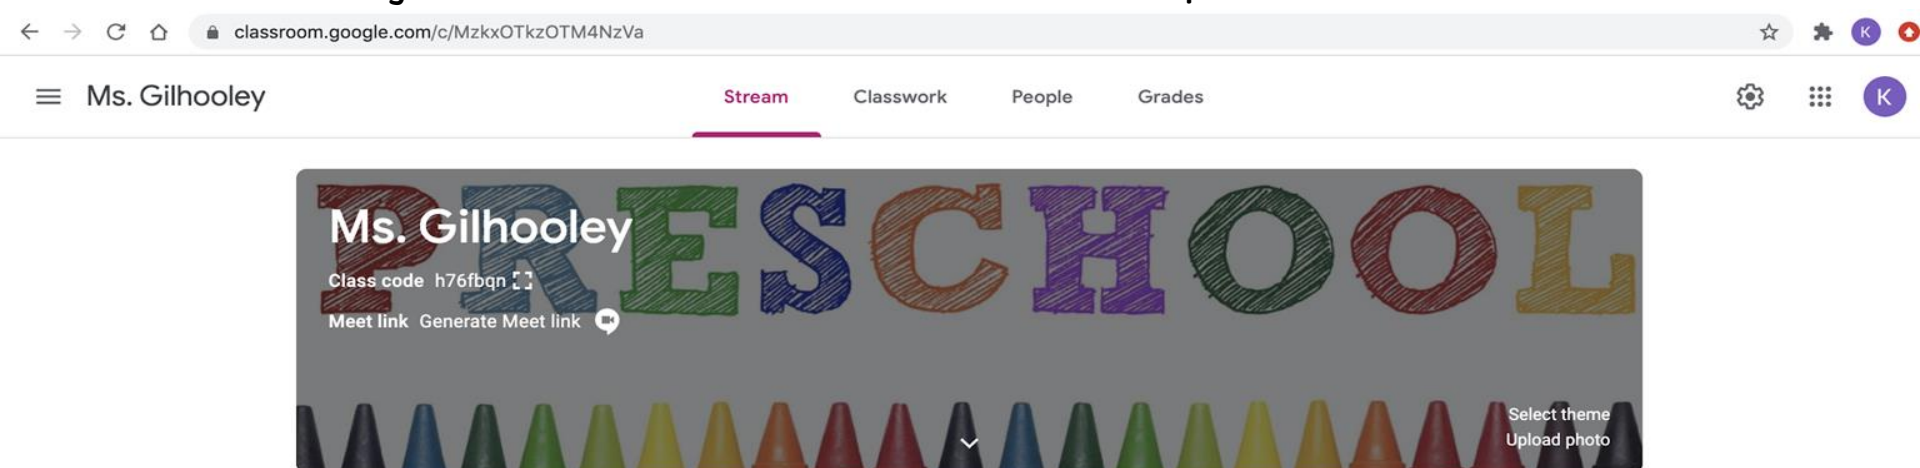 classroom.google.com/c/MzkxOTkzOTM4NzVa
K
Ms. Gilhooley
Stream Classwork People Grades
K
PRESCHOOL
Ms. Gilhooley
Class code h76fbqn
Meet link Generate Meet link
Select theme
Upload photo